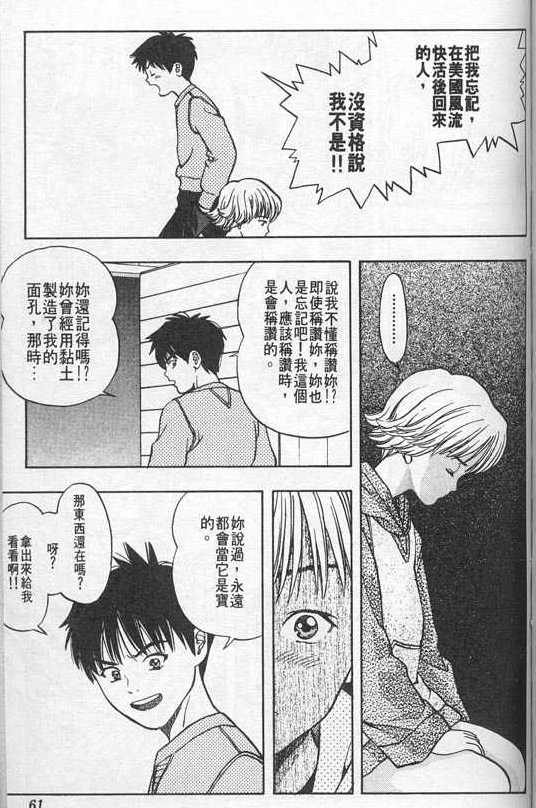 把我忘記，
在美國風流
快活後回來
的人，
沒資格說
我不是!!
…………
說我不懂稱讚妳!?
即使稱讚妳，妳也
是忘記吧！我這個
人，應該稱讚時，
是會稱讚的。
妳還記得嗎!?
妳曾經用黏土
製造了我的
面孔，那時…
妳說過，永遠
都會當它是寶
的。
那東西還在嗎?
呀?
拿出來給我
看看啊!!
61